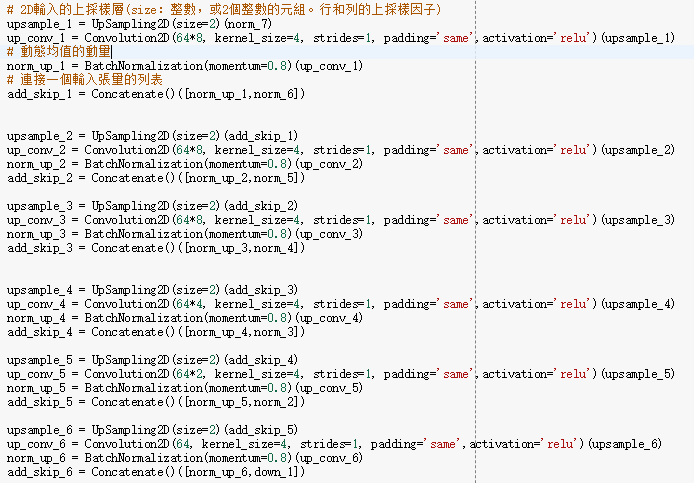 # 2D輸入的上採樣層(size: 整數，或2個整數的元組。行和列的上採樣因子)
upsample_1 = UpSampling2D(size=2)(norm_7)
up_conv_1 = Convolution2D(64*8, kernel_size=4, strides=1, padding='same',activation='relu')(upsample_1)
# 動態均值的動量
norm_up_1 = BatchNormalization(momentum=0.8)(up_conv_1)
# 連接一個輸入張量的列表
add_skip_1 = Concatenate()([norm_up_1,norm_6])
upsample_2 = UpSampling2D(size=2)(add_skip_1)
up_conv_2 = Convolution2D(64*8, kernel_size=4, strides=1, padding='same',activation='relu')(upsample_2)
norm_up_2 = BatchNormalization(momentum=0.8)(up_conv_2)
add_skip_2 = Concatenate()([norm_up_2,norm_5])
upsample_3 = UpSampling2D(size=2)(add_skip_2)
up_conv_3 = Convolution2D(64*8, kernel_size=4, strides=1, padding='same',activation='relu')(upsample_3)
norm_up_3 = BatchNormalization(momentum=0.8)(up_conv_3)
add_skip_3 = Concatenate()([norm_up_3,norm_4])
upsample_4 = UpSampling2D(size=2)(add_skip_3)
up_conv_4 = Convolution2D(64*4, kernel_size=4, strides=1, padding='same',activation='relu')(upsample_4)
norm_up_4 = BatchNormalization(momentum=0.8)(up_conv_4)
add_skip_4 = Concatenate()([norm_up_4,norm_3])
upsample_5 = UpSampling2D(size=2)(add_skip_4)
up_conv_5 = Convolution2D(64*2, kernel_size=4, strides=1, padding='same',activation='relu')(upsample_5)
norm_up_5 = BatchNormalization(momentum=0.8)(up_conv_5)
add_skip_5 = Concatenate()([norm_up_5,norm_2])
upsample_6 = UpSampling2D(size=2)(add_skip_5)
up_conv_6 = Convolution2D(64, kernel_size=4, strides=1, padding='same',activation='relu')(upsample_6)
norm_up_6 = BatchNormalization(momentum=0.8)(up_conv_6)
add_skip_6 = Concatenate()([norm_up_6,down_1])